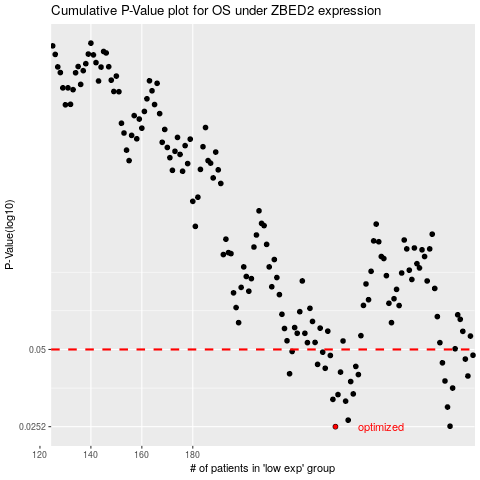 Cumulative P-Value plot for OS under ZBED2 expression
P-Value(log10)
0.05
0.0252
optimized
120 140 160 180
# of patients in 'low exp' group